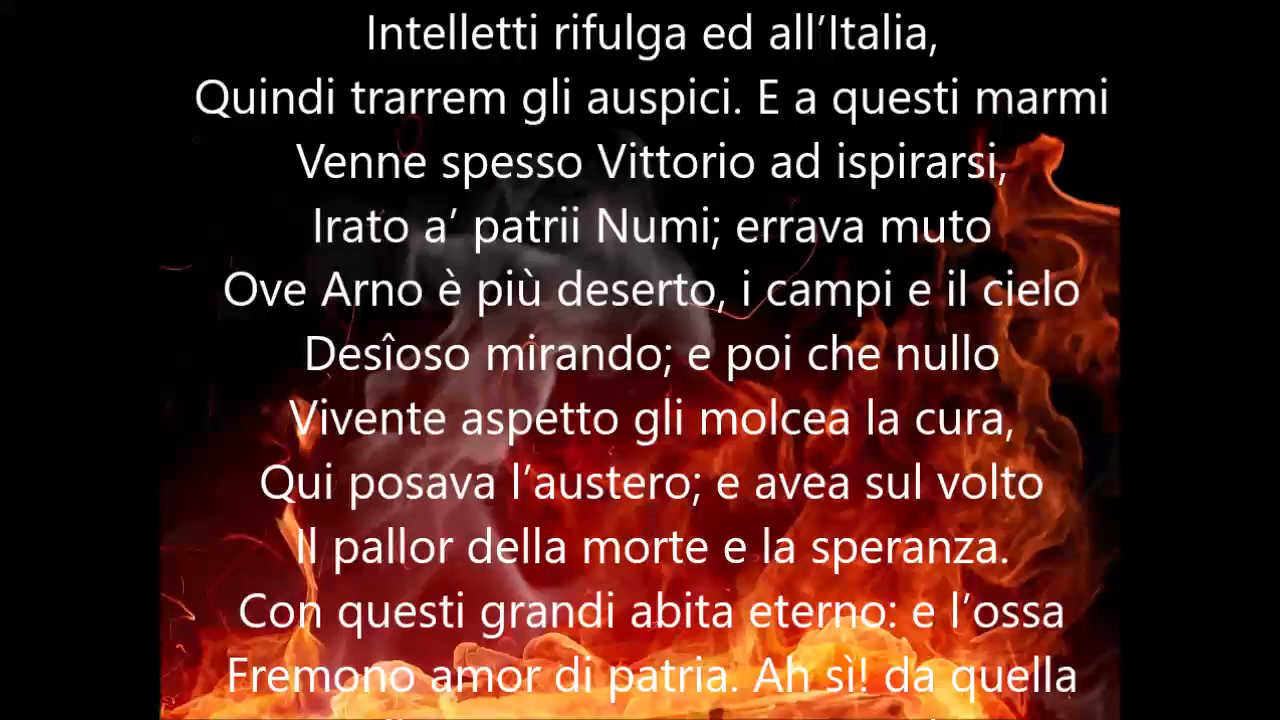 Intelletti rifulga ed all’Italia,
Quindi trarrem gli auspici. E a questi marmi
Venne spesso Vittorio ad ispirarsi,
Irato a’ patrii Numi; errava muto
Ove Arno è più deserto, i campi e il cielo
Desîoso mirando; e poi che nullo
Vivente aspetto gli molcea la cura,
Qui posava l’austero; e avea sul volto
Il pallor della morte e la speranza.
Con questi grandi abita eterno: e l’ossa
Fremono amor di patria. Ah sì! da quella